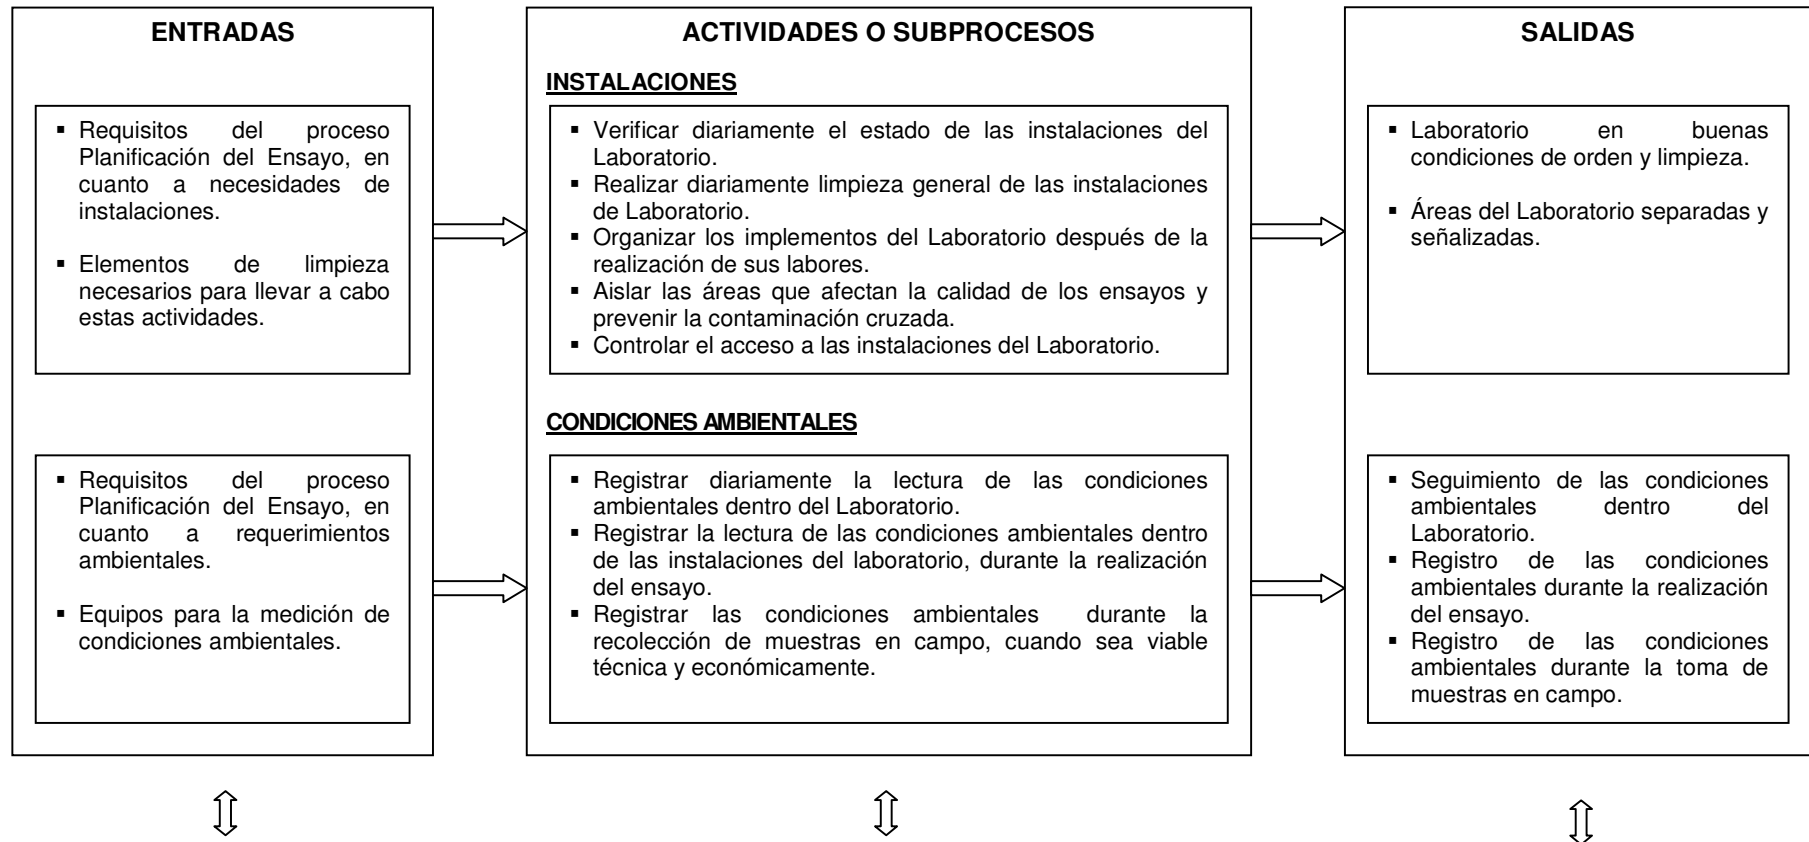 ENTRADAS
▪ Requisitos del proceso
Planificación del Ensayo, en
cuanto a necesidades de
instalaciones.
▪ Elementos de limpieza
necesarios para llevar a cabo
estas actividades.
▪ Requisitos del proceso
Planificación del Ensayo, en
cuanto a requerimientos
ambientales.
▪ Equipos para la medición de
condiciones ambientales.
ACTIVIDADES O SUBPROCESOS
INSTALACIONES
▪ Verificar diariamente el estado de las instalaciones del
Laboratorio.
▪ Realizar diariamente limpieza general de las instalaciones
de Laboratorio.
▪ Organizar los implementos del Laboratorio después de la
realización de sus labores.
▪ Aislar las áreas que afectan la calidad de los ensayos y
prevenir la contaminación cruzada.
▪ Controlar el acceso a las instalaciones del Laboratorio.
CONDICIONES AMBIENTALES
▪ Registrar diariamente la lectura de las condiciones
ambientales dentro del Laboratorio.
▪ Registrar la lectura de las condiciones ambientales dentro
de las instalaciones del laboratorio, durante la realización
del ensayo.
▪ Registrar las condiciones ambientales durante la
recolección de muestras en campo, cuando sea viable
técnica y económicamente.
SALIDAS
▪ Laboratorio en buenas
condiciones de orden y limpieza.
▪ Áreas del Laboratorio separadas y
señalizadas.
▪ Seguimiento de las condiciones
ambientales dentro del
Laboratorio.
▪ Registro de las condiciones
ambientales durante la realización
del ensayo.
▪ Registro de las condiciones
ambientales durante la toma de
muestras en campo.